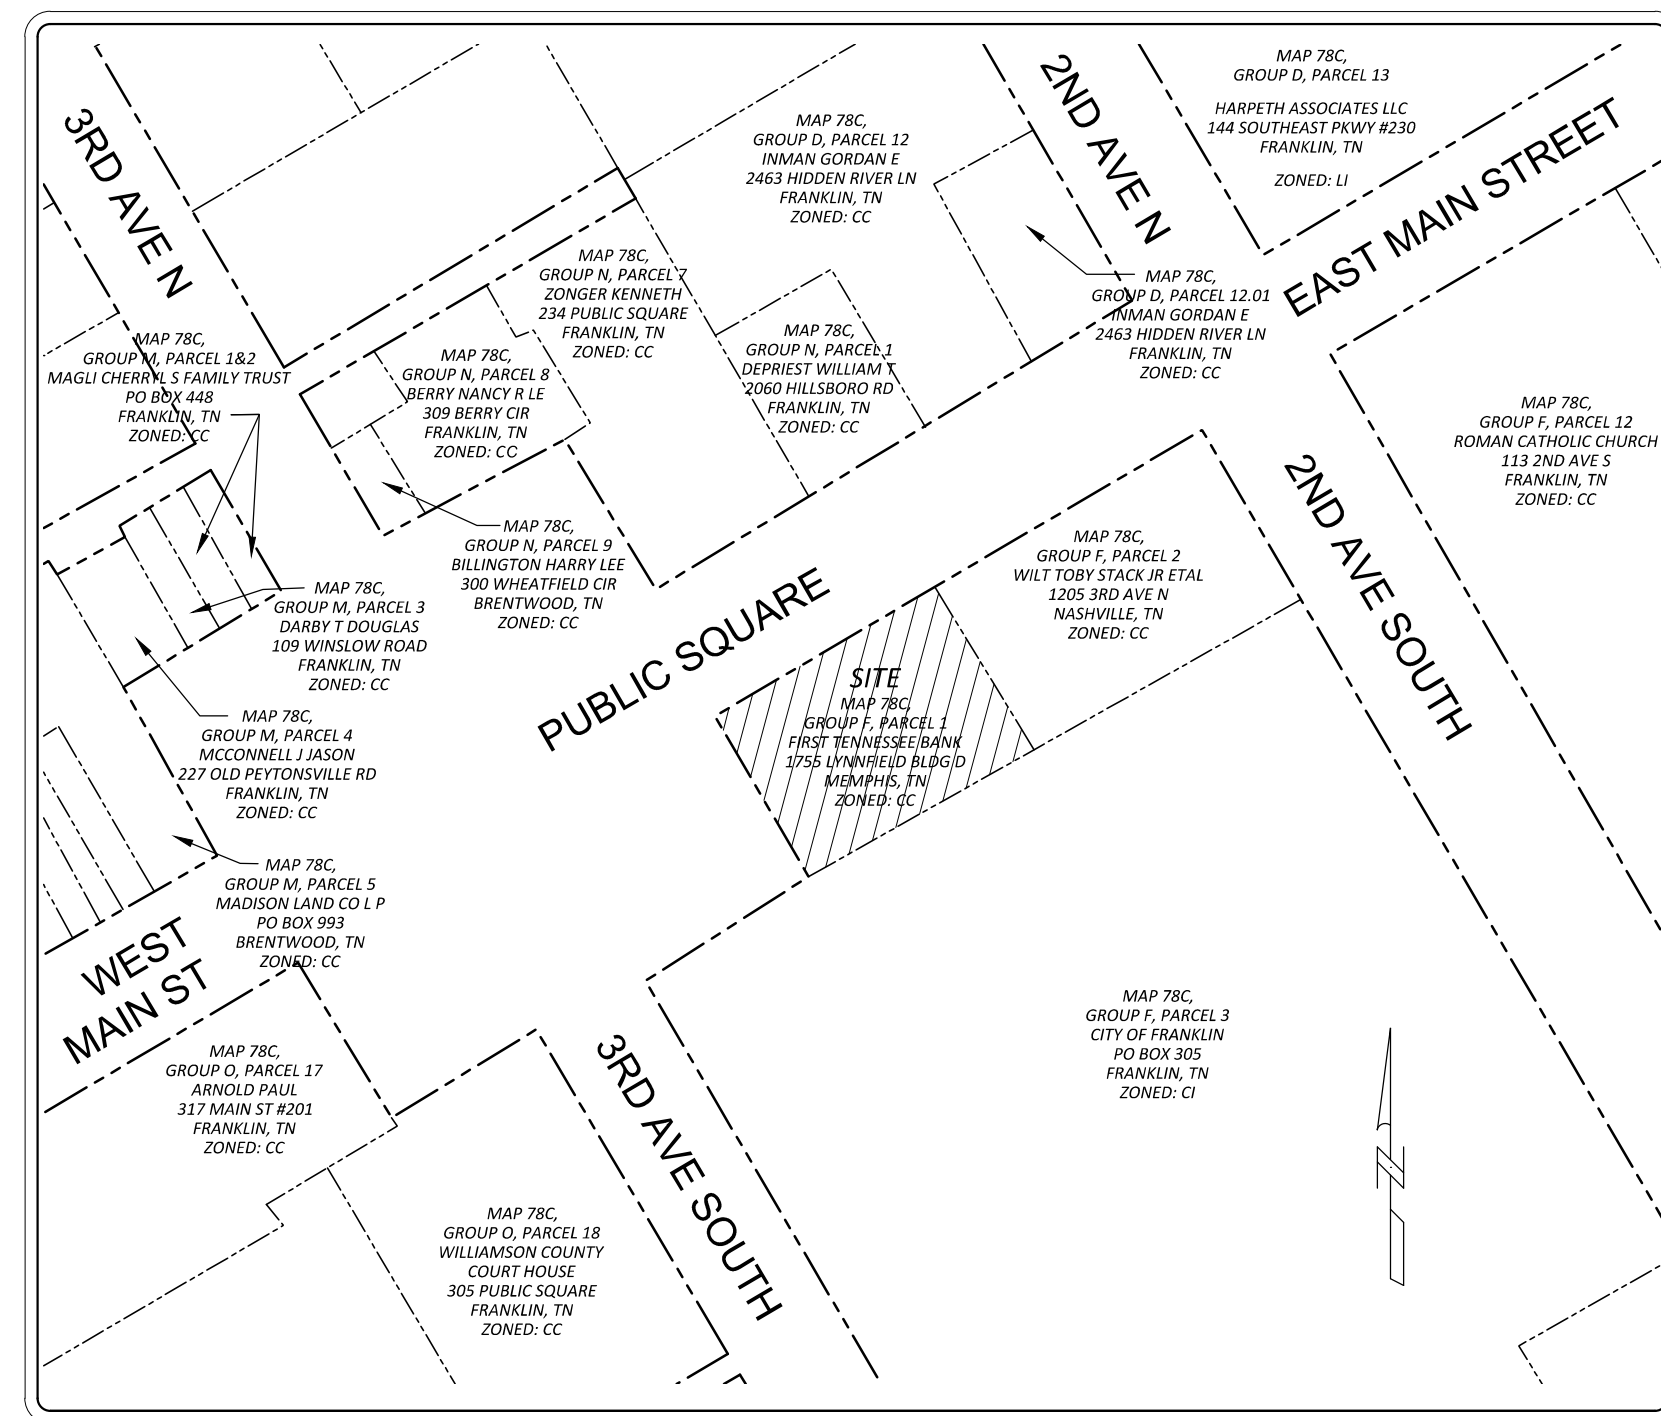 3RD AVE N
2ND AVE N
MAP 78C,
GROUP D, PARCEL 13
HARPETH ASSOCIATES LLC
144 SOUTHEAST PKWY #230
FRANKLIN, TN
ZONED: LI
EAST MAIN STREET
MAP 78C,
GROUP D, PARCEL 12
INMAN GORDAN E
2463 HIDDEN RIVER LN
FRANKLIN, TN
ZONED: CC
MAP 78C,
GROUP N, PARCEL 7
ZONGER KENNETH
234 PUBLIC SQUARE
FRANKLIN, TN
ZONED: CC
MAP 78C,
GROUP D, PARCEL 12.01
INMAN GORDAN E
2463 HIDDEN RIVER LN
FRANKLIN, TN
ZONED: CC
MAP 78C,
GROUP M, PARCEL 1&2
MAGLI CHERRYL S FAMILY TRUST
PO BOX 448
FRANKLIN, TN
ZONED: CC
MAP 78C,
GROUP N, PARCEL 8
BERRY NANCY R LE
309 BERRY CIR
FRANKLIN, TN
ZONED: CC
MAP 78C,
GROUP N, PARCEL 1
DEPRIEST WILLIAM T
2060 HILLSBORO RD
FRANKLIN, TN
ZONED: CC
MAP 78C,
GROUP F, PARCEL 12
ROMAN CATHOLIC CHURCH
113 2ND AVE S
FRANKLIN, TN
ZONED: CC
2ND AVE SOUTH
MAP 78C,
GROUP N, PARCEL 9
BILLINGTON HARRY LEE
300 WHEATFIELD CIR
BRENTWOOD, TN
ZONED: CC
MAP 78C,
GROUP F, PARCEL 2
WILT TOBY STACK JR ETAL
1205 3RD AVE N
NASHVILLE, TN
ZONED: CC
MAP 78C,
GROUP M, PARCEL 3
DARBY T DOUGLAS
109 WINSLOW ROAD
FRANKLIN, TN
ZONED: CC
PUBLIC SQUARE
SITE
MAP 78C,
GROUP F, PARCEL 1
FIRST TENNESSEE BANK
1755 LYNNFIELD BLDG D
MEMPHIS, TN
ZONED: CC
MAP 78C,
GROUP M, PARCEL 4
MCCONNELL J JASON
227 OLD PEYTONSVILLE RD
FRANKLIN, TN
ZONED: CC
MAP 78C,
GROUP M, PARCEL 5
MADISON LAND CO L P
PO BOX 993
BRENTWOOD, TN
ZONED: CC
WEST
MAIN ST
MAP 78C,
GROUP O, PARCEL 17
ARNOLD PAUL
317 MAIN ST #201
FRANKLIN, TN
ZONED: CC
3RD AVE SOUTH
MAP 78C,
GROUP F, PARCEL 3
CITY OF FRANKLIN
PO BOX 305
FRANKLIN, TN
ZONED: CI
N
MAP 78C,
GROUP O, PARCEL 18
WILLIAMSON COUNTY
COURT HOUSE
305 PUBLIC SQUARE
FRANKLIN, TN
ZONED: CC